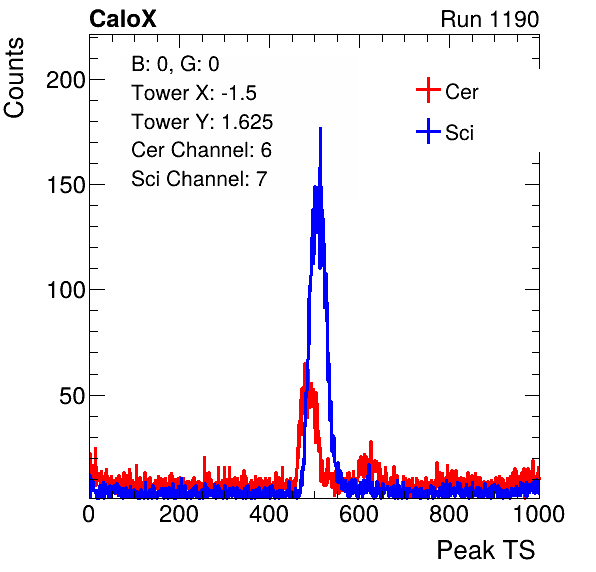 CaloX Run 1190
Counts
B: 0, G: 0
Tower X: -1.5
Tower Y: 1.625
Cer Channel: 6
Sci Channel: 7
Cer
Sci
200
150
100
50
0 200 400 600 800 1000
Peak TS